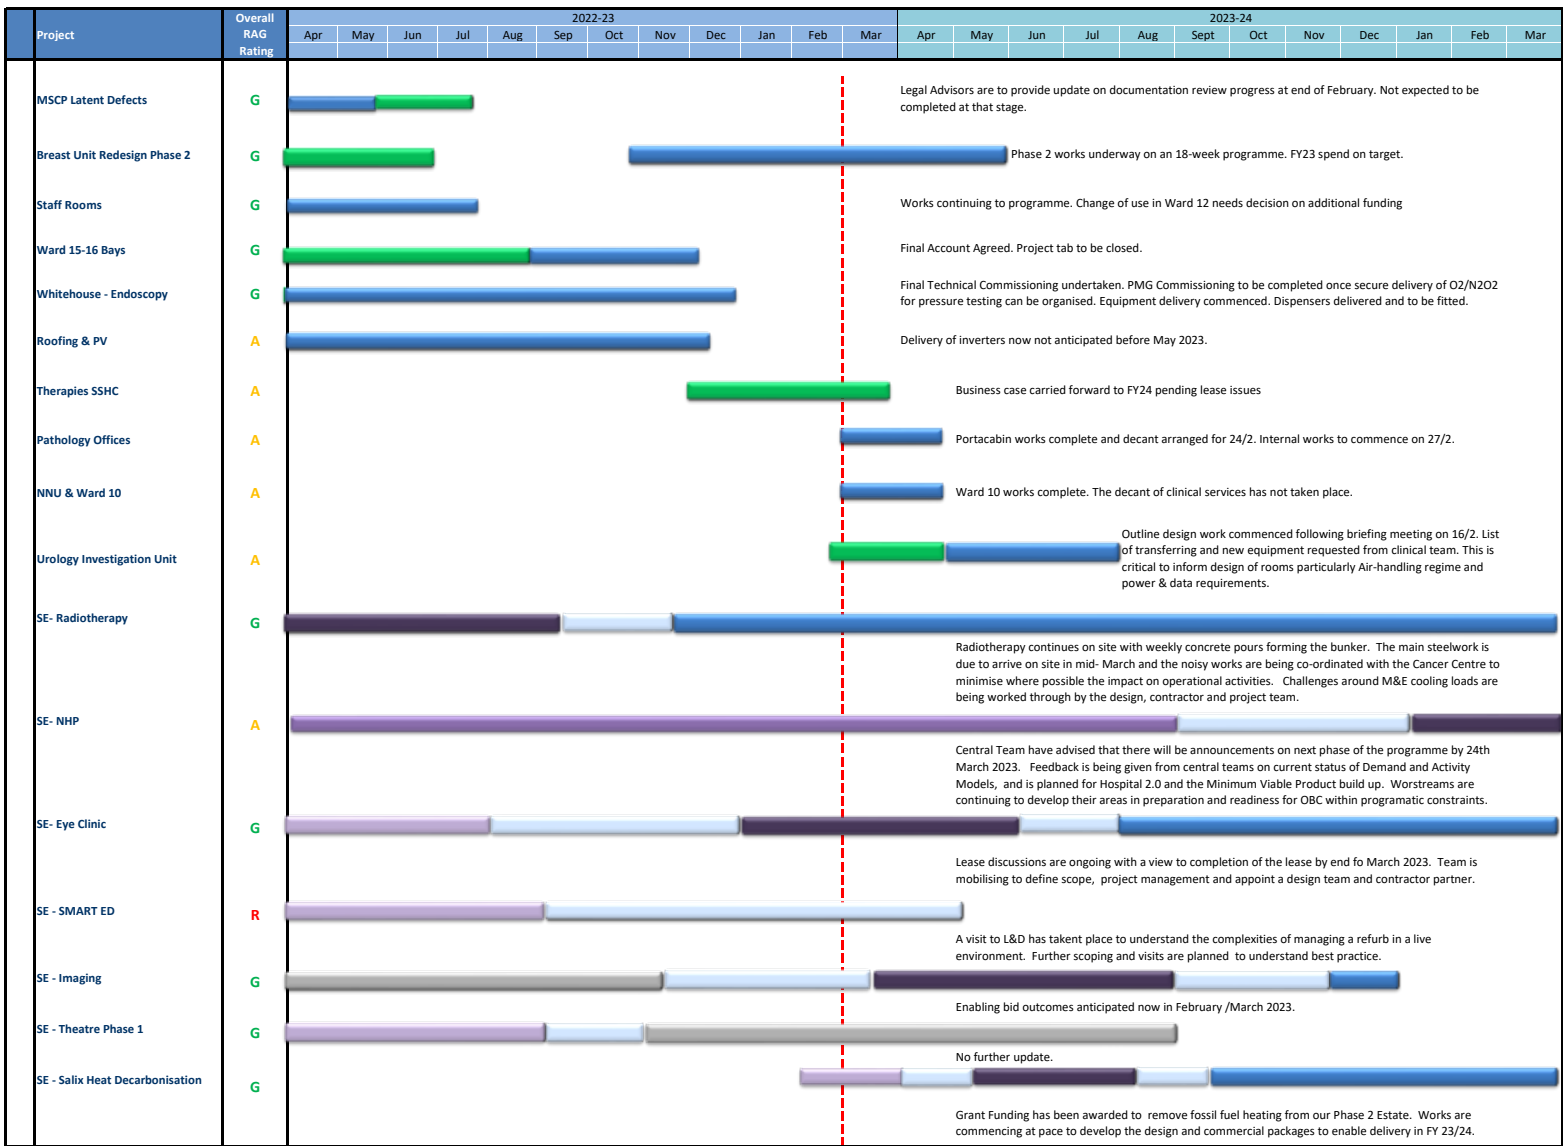 Overall 2022-23 2023-24
Project RAG Apr May Jun Jul Aug Sep Oct Nov Dec Jan Feb Mar Apr May Jun Jul Aug Sept Oct Nov Dec Jan Feb Mar
Rating
MSCP Latent Defects G Legal Advisors are to provide update on documentation review progress at end of February. Not expected to be
completed at that stage.
Breast Unit Redesign Phase 2 G Phase 2 works underway on an 18-week programme. FY23 spend on target.
Staff Rooms G Works continuing to programme. Change of use in Ward 12 needs decision on additional funding
Ward 15-16 Bays G Final Account Agreed. Project tab to be closed.
Whitehouse - Endoscopy G Final Technical Commissioning undertaken. PMG Commissioning to be completed once secure delivery of O2/N2O2
for pressure testing can be organised. Equipment delivery commenced. Dispensers delivered and to be fitted.
Roofing & PV A Delivery of inverters now not anticipated before May 2023.
Therapies SSHC A Business case carried forward to FY24 pending lease issues
Pathology Offices A Portacabin works complete and decant arranged for 24/2. Internal works to commence on 27/2.
NNU & Ward 10 A Ward 10 works complete. The decant of clinical services has not taken place.
Urology Investigation Unit A Outline design work commenced following briefing meeting on 16/2. List
of transferring and new equipment requested from clinical team. This is
critical to inform design of rooms particularly Air-handling regime and
power & data requirements.
SE- Radiotherapy G
Radiotherapy continues on site with weekly concrete pours forming the bunker. The main steelwork is
due to arrive on site in mid- March and the noisy works are being co-ordinated with the Cancer Centre to
minimise where possible the impact on operational activities. Challenges around M&E cooling loads are
being worked through by the design, contractor and project team.
SE- NHP A
Central Team have advised that there will be announcements on next phase of the programme by 24th
March 2023. Feedback is being given from central teams on current status of Demand and Activity
Models, and is planned for Hospital 2.0 and the Minimum Viable Product build up. Worstreams are
continuing to develop their areas in preparation and readiness for OBC within programatic constraints.
SE- Eye Clinic G
Lease discussions are ongoing with a view to completion of the lease by end fo March 2023. Team is
mobilising to define scope, project management and appoint a design team and contractor partner.
SE - SMART ED R
A visit to L&D has takent place to understand the complexities of managing a refurb in a live
environment. Further scoping and visits are planned to understand best practice.
SE - Imaging G
Enabling bid outcomes anticipated now in February /March 2023.
SE - Theatre Phase 1 G
No further update.
SE - Salix Heat Decarbonisation G
Grant Funding has been awarded to remove fossil fuel heating from our Phase 2 Estate. Works are
commencing at pace to develop the design and commercial packages to enable delivery in FY 23/24.